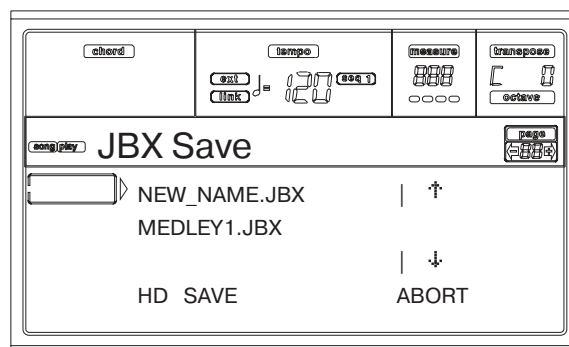 chord
tempo
measure
transpose
ext
link
♩= 120
seq 1
888
C 0
octave
song play
JBX Save
page
88
NEW_NAME.JBX
| ↑
MEDLEY1.JBX
| ↓
HD SAVE
ABORT